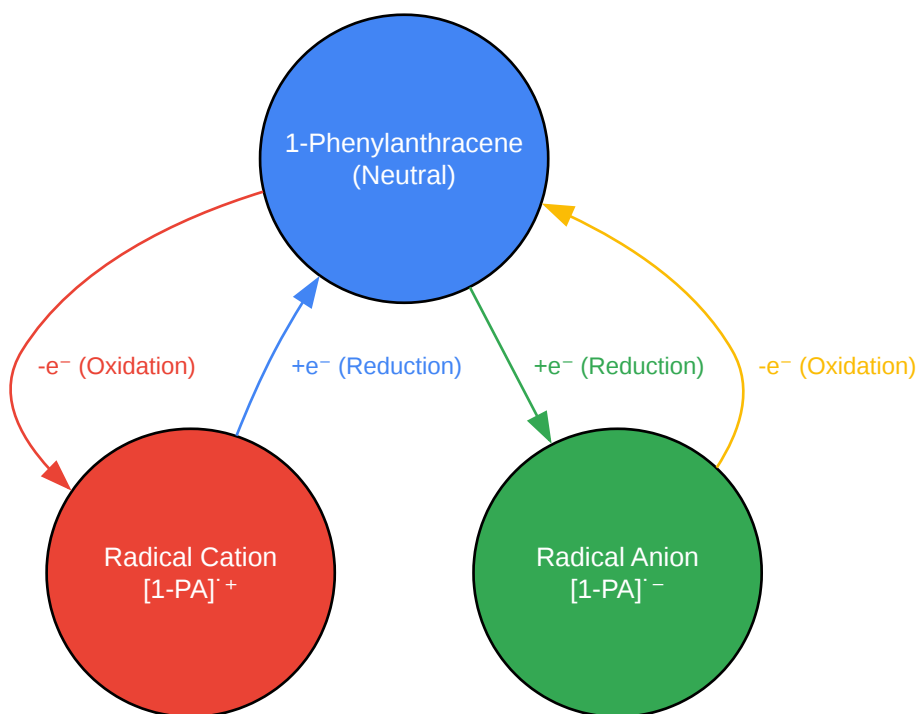 1-Phenylanthracene
(Neutral)
-e⁻ (Oxidation)
+e⁻ (Reduction)
+e⁻ (Reduction)
-e⁻ (Oxidation)
Radical Cation
[1-PA]˙⁺
Radical Anion
[1-PA]˙⁻